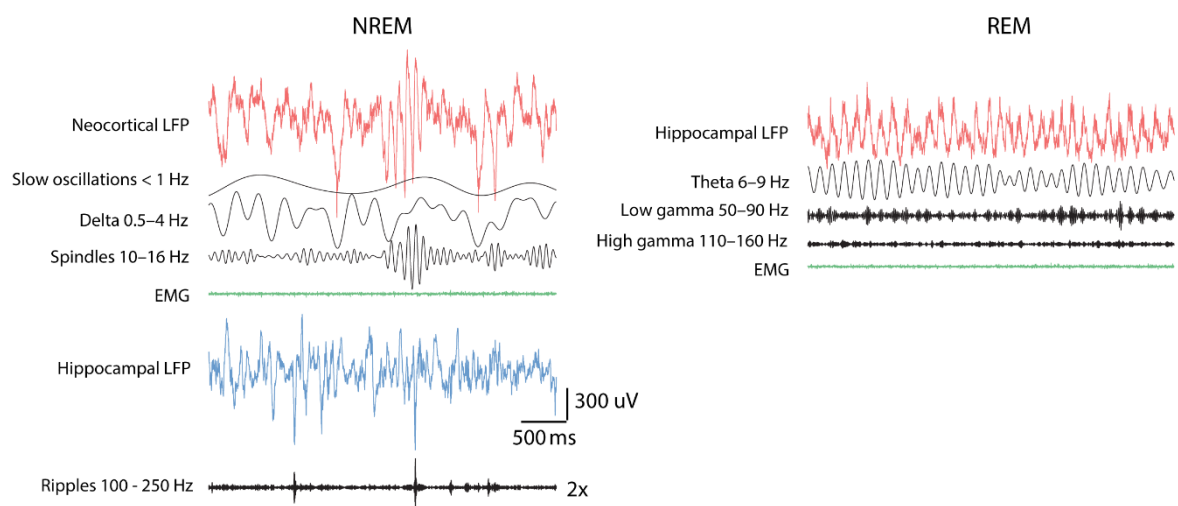 NREM
Neocortical LFP
Slow oscillations < 1 Hz
Delta 0.5–4 Hz
Spindles 10–16 Hz
EMG
Hippocampal LFP
300 uV
500 ms
Ripples 100 - 250 Hz
2x
REM
Hippocampal LFP
Theta 6–9 Hz
Low gamma 50–90 Hz
High gamma 110–160 Hz
EMG